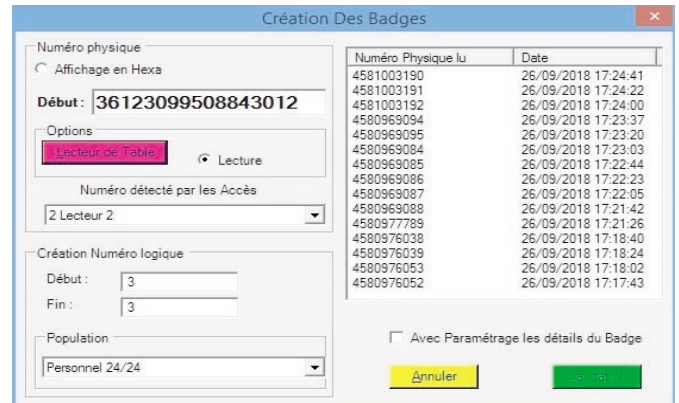 Création Des Badges
Numéro physique
Affichage en Hexa
Début : 36123099508843012
Options
Lecteur de Table
Lecture
Numéro détecté par les Accès
2 Lecteur 2
Création Numéro logique
Début : 3
Fin : 3
Population
Personnel 24/24
Numéro Physique lu Date
4581003190 26/09/2018 17:24:41
4581003191 26/09/2018 17:24:22
4581003192 26/09/2018 17:24:00
4580969094 26/09/2018 17:23:37
4580969095 26/09/2018 17:23:20
4580969084 26/09/2018 17:23:03
4580969085 26/09/2018 17:22:44
4580969086 26/09/2018 17:22:23
4580969087 26/09/2018 17:22:05
4580969088 26/09/2018 17:21:42
4580977789 26/09/2018 17:21:26
4580976038 26/09/2018 17:18:40
4580976039 26/09/2018 17:18:24
4580976053 26/09/2018 17:18:02
4580976052 26/09/2018 17:17:43
Avec Paramétrage les détails du Badge
Annuler